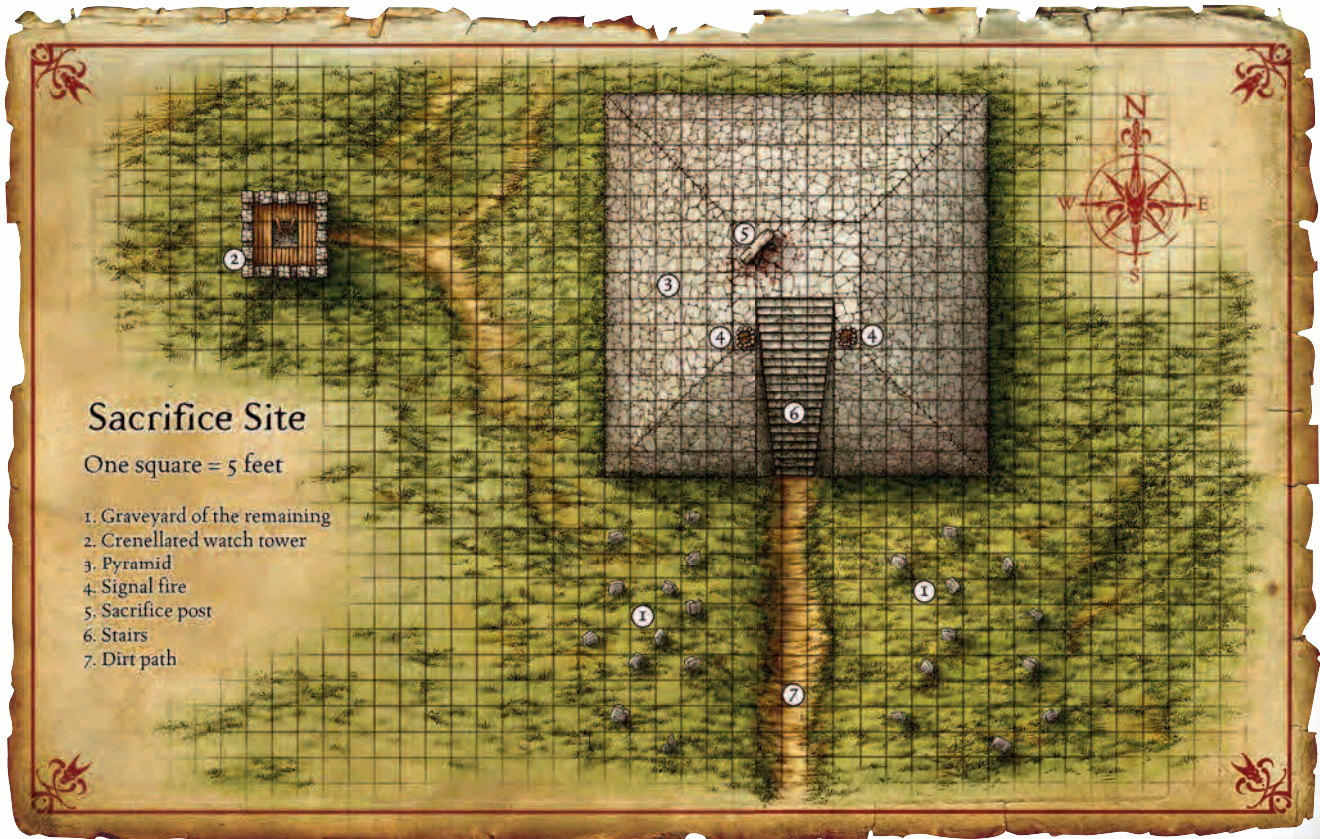 N
W E
S
2
5
3
4 4
6
Sacrifice Site
One square = 5 feet
1. Graveyard of the remaining
2. Crenellated watch tower
3. Pyramid
4. Signal fire
5. Sacrifice post
6. Stairs
7. Dirt path
1 1
7